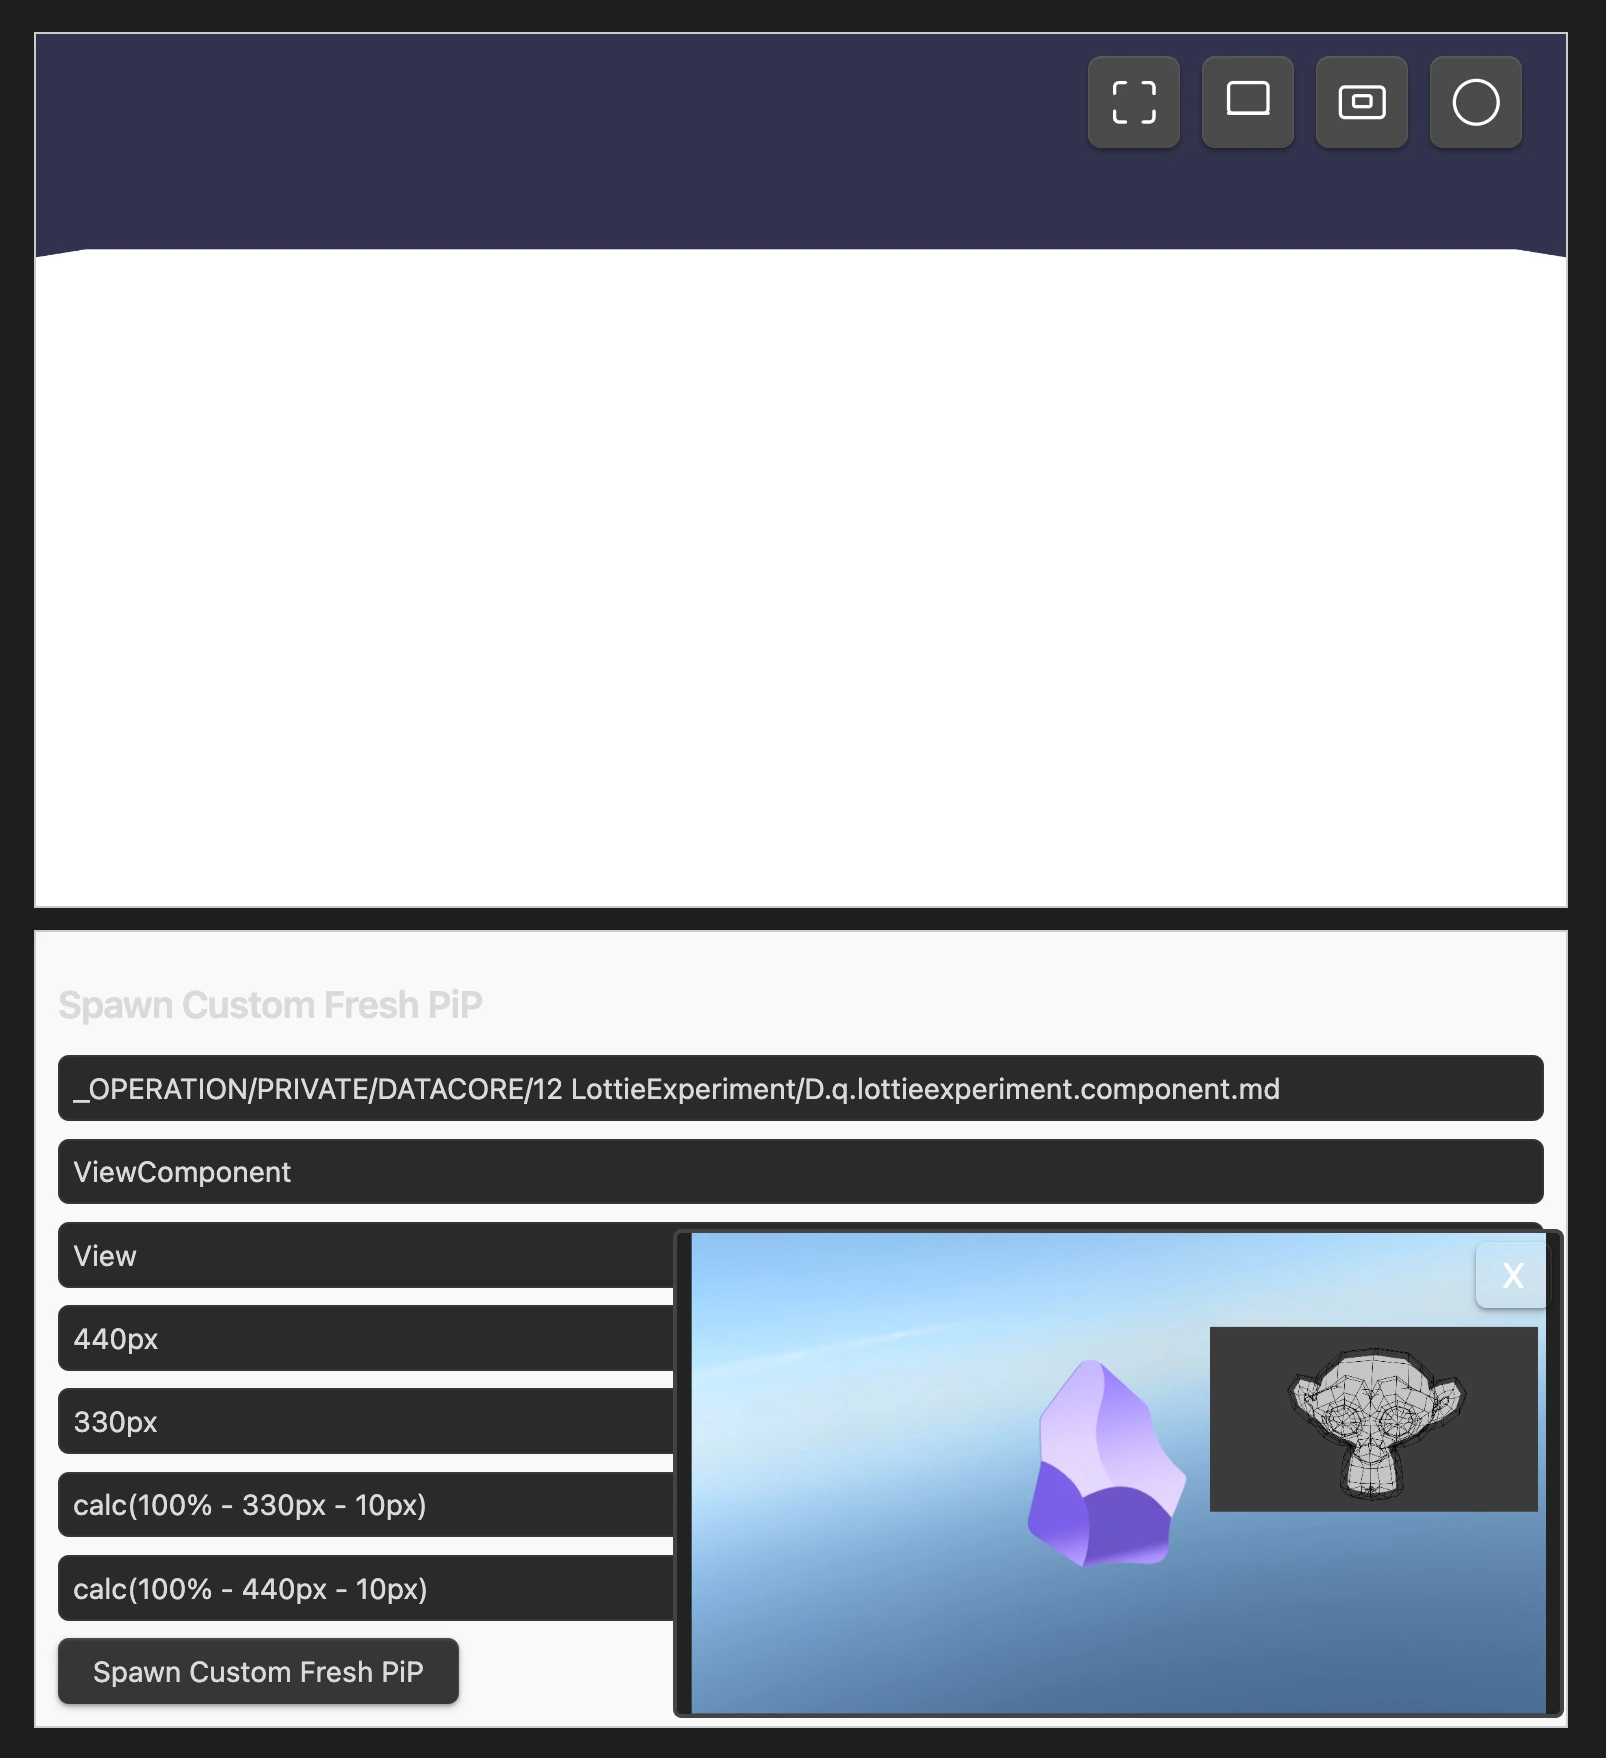 Spawn Custom Fresh PiP
_OPERATION/PRIVATE/DATACORE/12 LottieExperiment/D.q.lottieexperiment.component.md
ViewComponent
View
X
440px
330px
calc(100% - 330px - 10px)
calc(100% - 440px - 10px)
Spawn Custom Fresh PiP